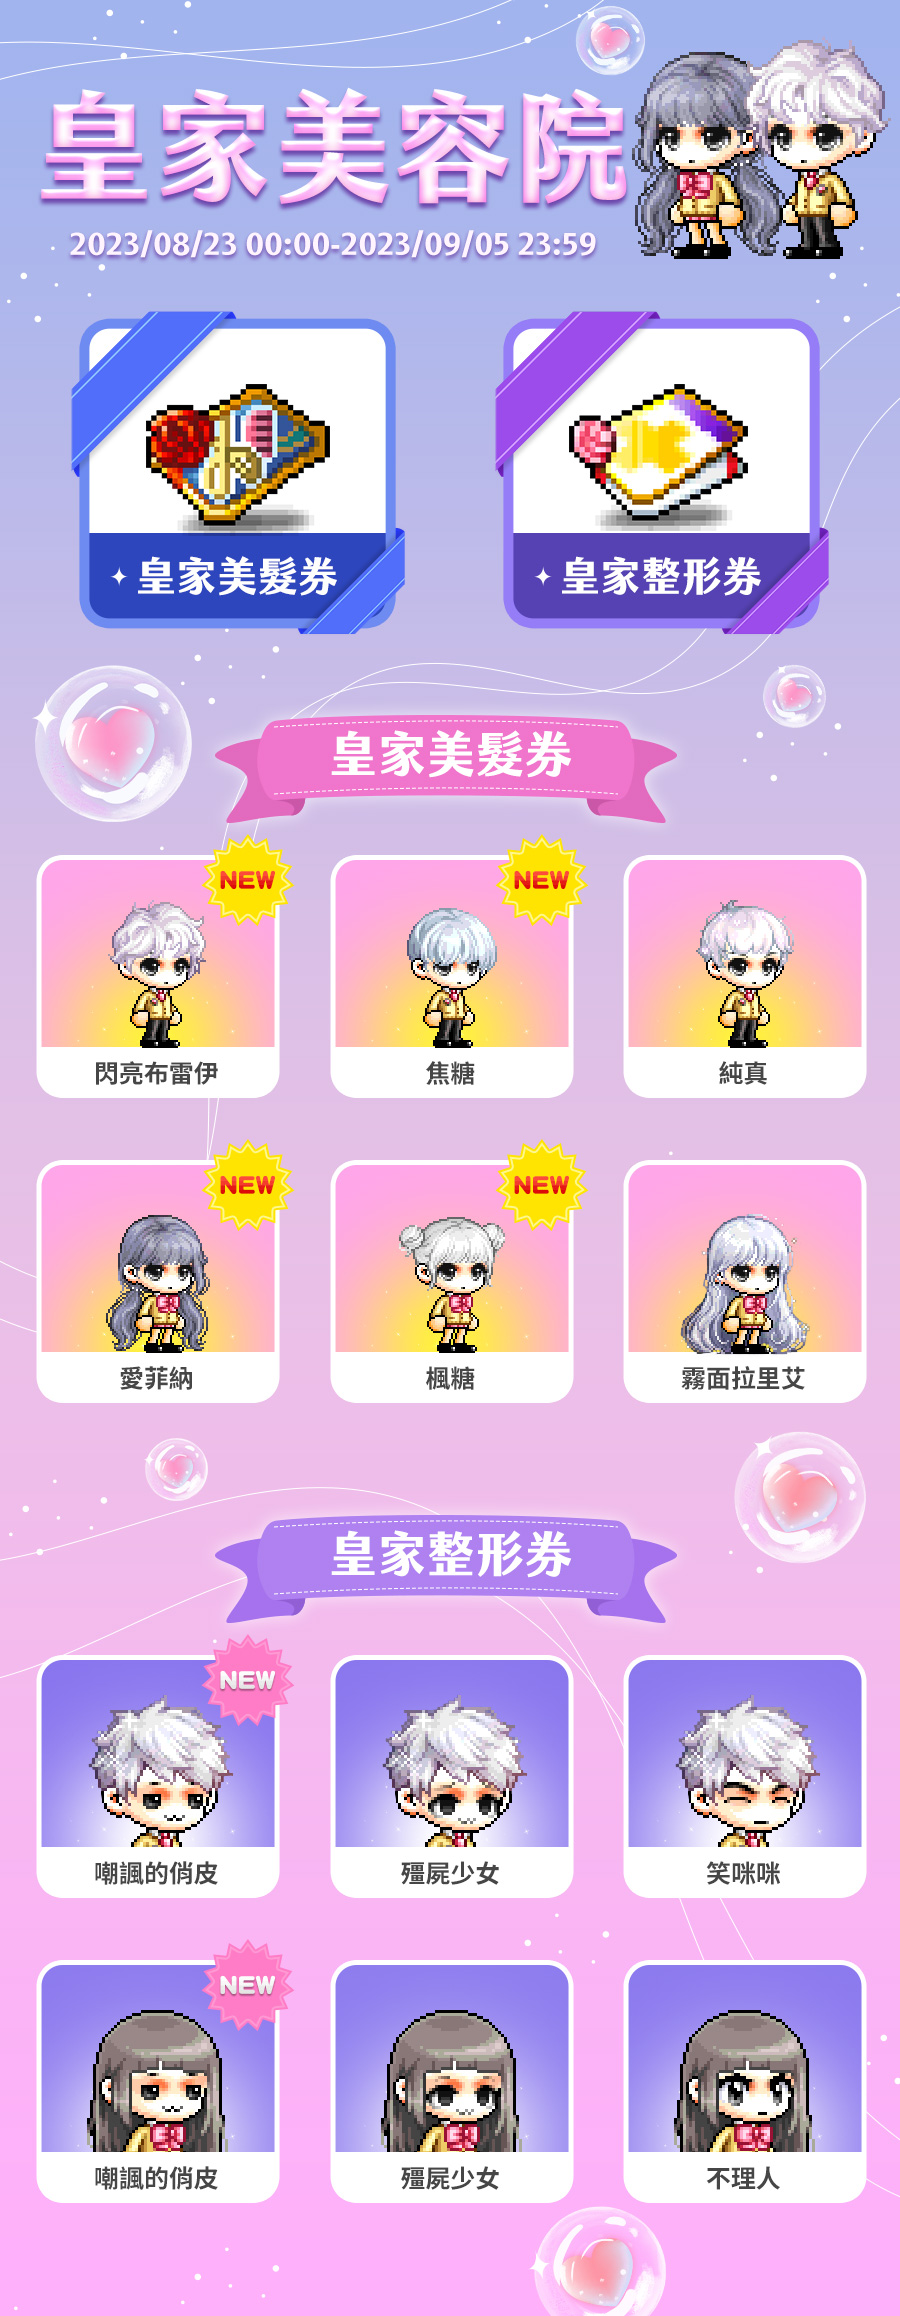 皇家美容院
2023/08/23 00:00-2023/09/05 23:59
皇家美髮券
皇家整形券
皇家美髮券
NEW
NEW
閃亮布雷伊
焦糖
純真
NEW
NEW
愛菲納
楓糖
霧面拉里艾
皇家整形券
NEW
嘲諷的俏皮
殭屍少女
笑咪咪
NEW
嘲諷的俏皮
殭屍少女
不理人